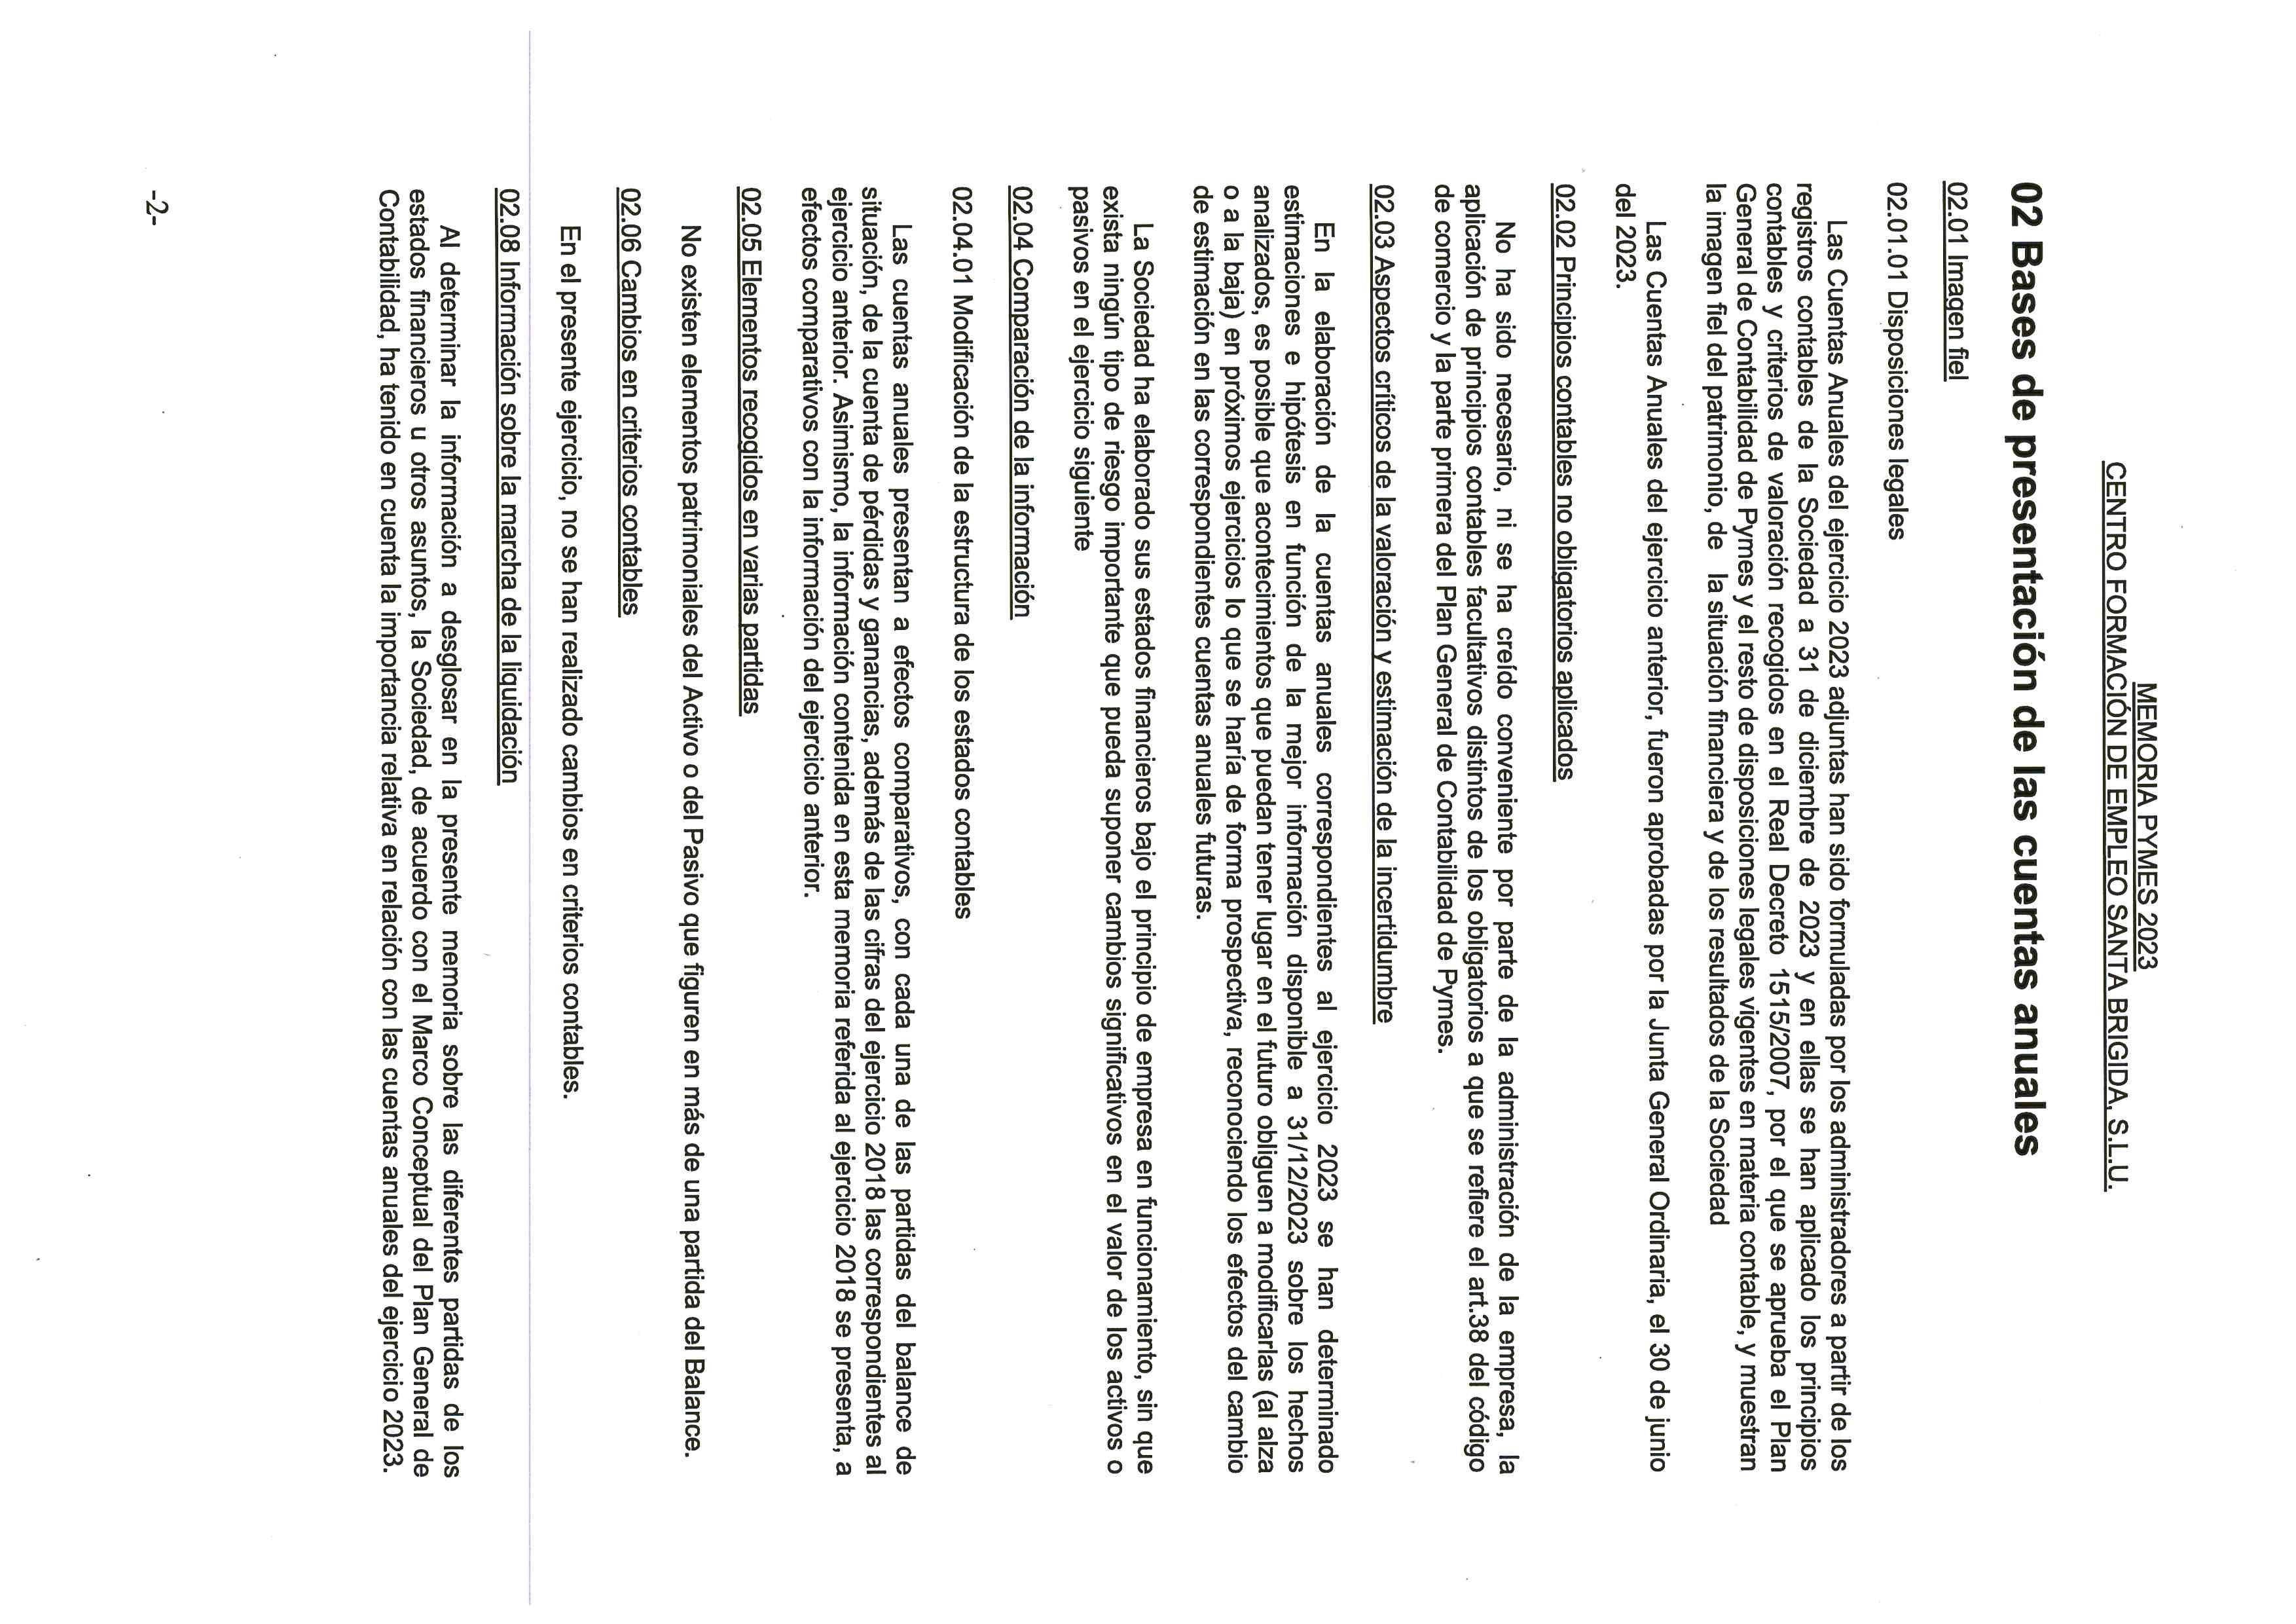 MEMORIA PYMES 2023
CENTRO FORMACIÓN DE EMPLEO SANTA BRIGIDA, S.L.U.
02 Bases de presentación de las cuentas anuales
02.01 Imagen fiel
02.01.01 Disposiciones legales
Las Cuentas Anuales del ejercicio 2023 adjuntas han sido formuladas por los administradores a partir de los
registros contables de la Sociedad a 31 de diciembre de 2023 y en ellas se han aplicado los principios
contables y criterios de valoración recogidos en el Real Decreto 1515/2007, por el que se aprueba el Plan
General de Contabilidad de Pymes y el resto de disposiciones legales vigentes en materia contable, y muestran
la imagen fiel del patrimonio, de la situación financiera y de los resultados de la Sociedad
Las Cuentas Anuales del ejercicio anterior, fueron aprobadas por la Junta General Ordinaria, el 30 de junio
del 2023.
02.02 Principios contables no obligatorios aplicados
No ha sido necesario, ni se ha creído conveniente por parte de la administración de la empresa, la
aplicación de principios contables facultativos distintos de los obligatorios a que se refiere el art.38 del código
de comercio y la parte primera del Plan General de Contabilidad de Pymes.
02.03 Aspectos críticos de la valoración y estimación de la incertidumbre
En la elaboración de la cuentas anuales correspondientes al ejercicio 2023 se han determinado
estimaciones e hipótesis en función de la mejor información disponible a 31/12/2023 sobre los hechos
analizados, es posible que acontecimientos que puedan tener lugar en el futuro obliguen a modificarlas (al alza
o a la baja) en próximos ejercicios lo que se haría de forma prospectiva, reconociendo los efectos del cambio
de estimación en las correspondientes cuentas anuales futuras.
La Sociedad ha elaborado sus estados financieros bajo el principio de empresa en funcionamiento, sin que
exista ningún tipo de riesgo importante que pueda suponer cambios significativos en el valor de los activos o
pasivos en el ejercicio siguiente
02.04 Comparación de la información
02.04.01 Modificación de la estructura de los estados contables
Las cuentas anuales presentan a efectos comparativos, con cada una de las partidas del balance de
situación, de la cuenta de pérdidas y ganancias, además de las cifras del ejercicio 2018 las correspondientes al
ejercicio anterior. Asimismo, la información contenida en esta memoria referida al ejercicio 2018 se presenta, a
efectos comparativos con la información del ejercicio anterior.
02.05 Elementos recogidos en varias partidas
No existen elementos patrimoniales del Activo o del Pasivo que figuren en más de una partida del Balance.
02.06 Cambios en criterios contables
En el presente ejercicio, no se han realizado cambios en criterios contables.
02.08 Información sobre la marcha de la liquidación
Al determinar la información a desglosar en la presente memoria sobre las diferentes partidas de los
estados financieros u otros asuntos, la Sociedad, de acuerdo con el Marco Conceptual del Plan General de
Contabilidad, ha tenido en cuenta la importancia relativa en relación con las cuentas anuales del ejercicio 2023.
-2-